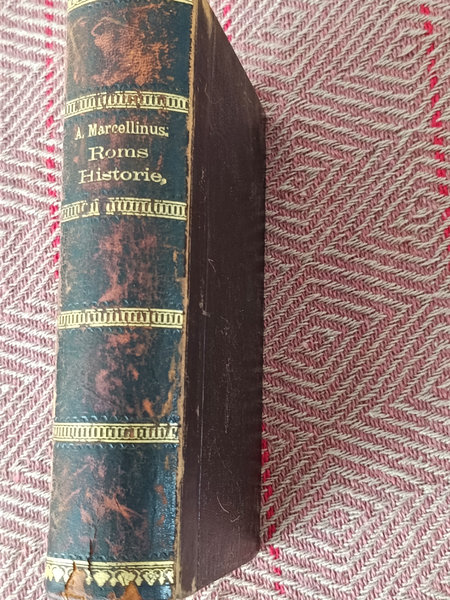 A. Marcellinus:
Roms
Historie,